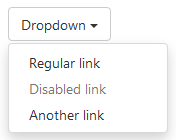 Dropdown
Regular link
Disabled link
Another link